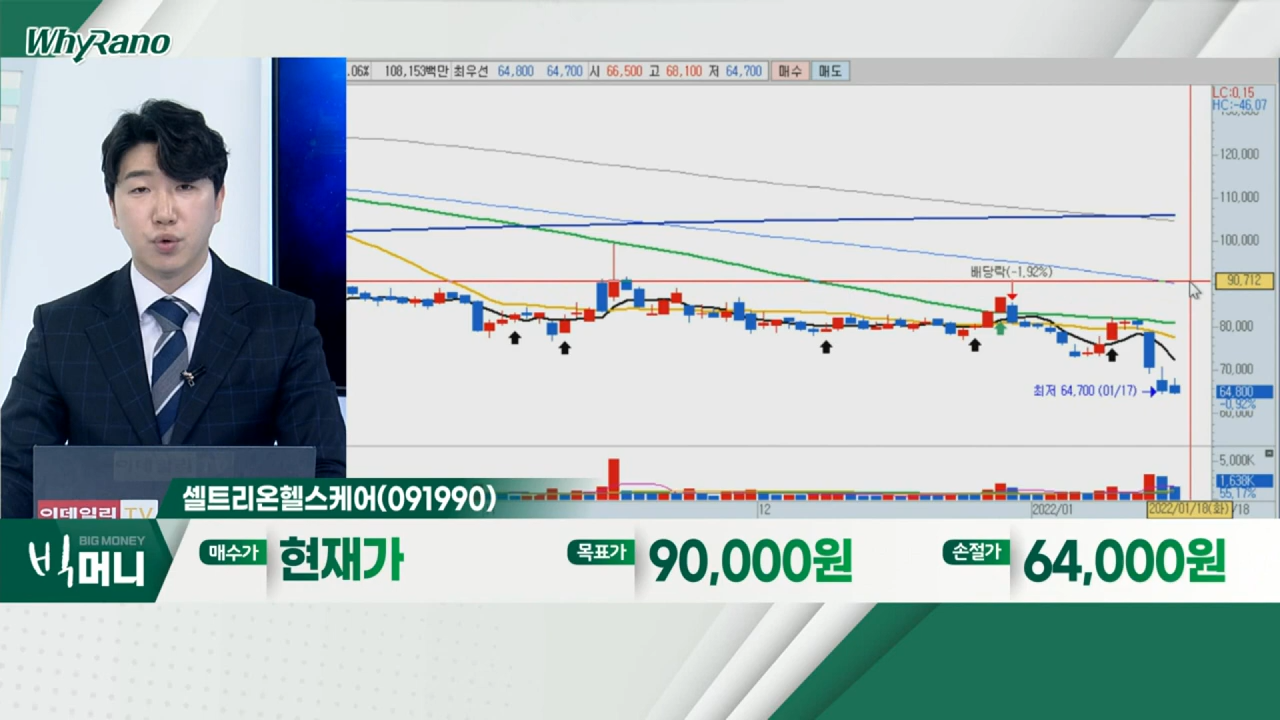 WhyRano
.06% 108,153백만 최우선 64,800 64,700 시 66,500 고 68,100 저 64,700 매수 매도
LC:0.15
HC:-46.07
120,000
110,000
100,000
배당락(-1.92%)
90,712
80,000
70,000
최저 64,700 (01/17)
64,800
-0.92%
60,000
5,000K
1,638K
55.17%
12
2022/01
2022/01/18(화)
/18
이데일리 TV
셀트리온헬스케어(091990)
BIG MONEY
빅머니
매수가 현재가
목표가 90,000원
손절가 64,000원